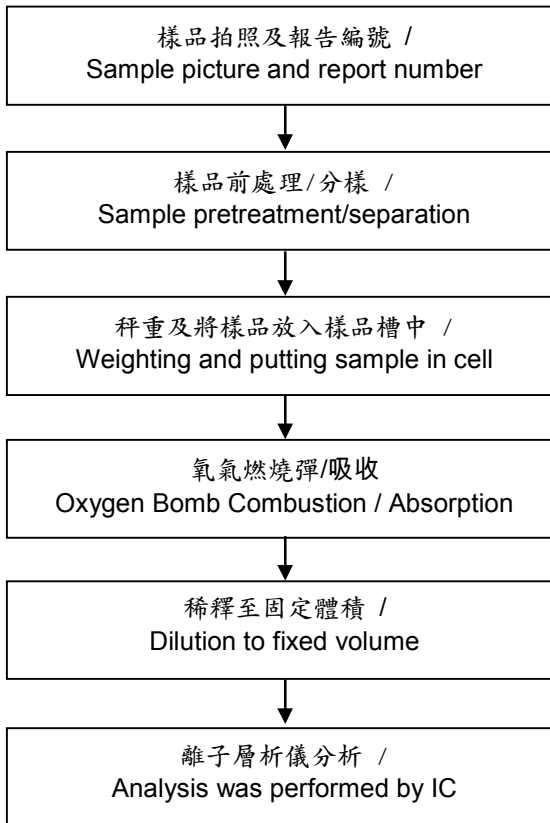 樣品拍照及報告編號 /
Sample picture and report number
樣品前處理/分樣 /
Sample pretreatment/separation
秤重及將樣品放入樣品槽中 /
Weighting and putting sample in cell
氧氣燃燒彈/吸收
Oxygen Bomb Combustion / Absorption
稀釋至固定體積 /
Dilution to fixed volume
離子層析儀分析 /
Analysis was performed by IC